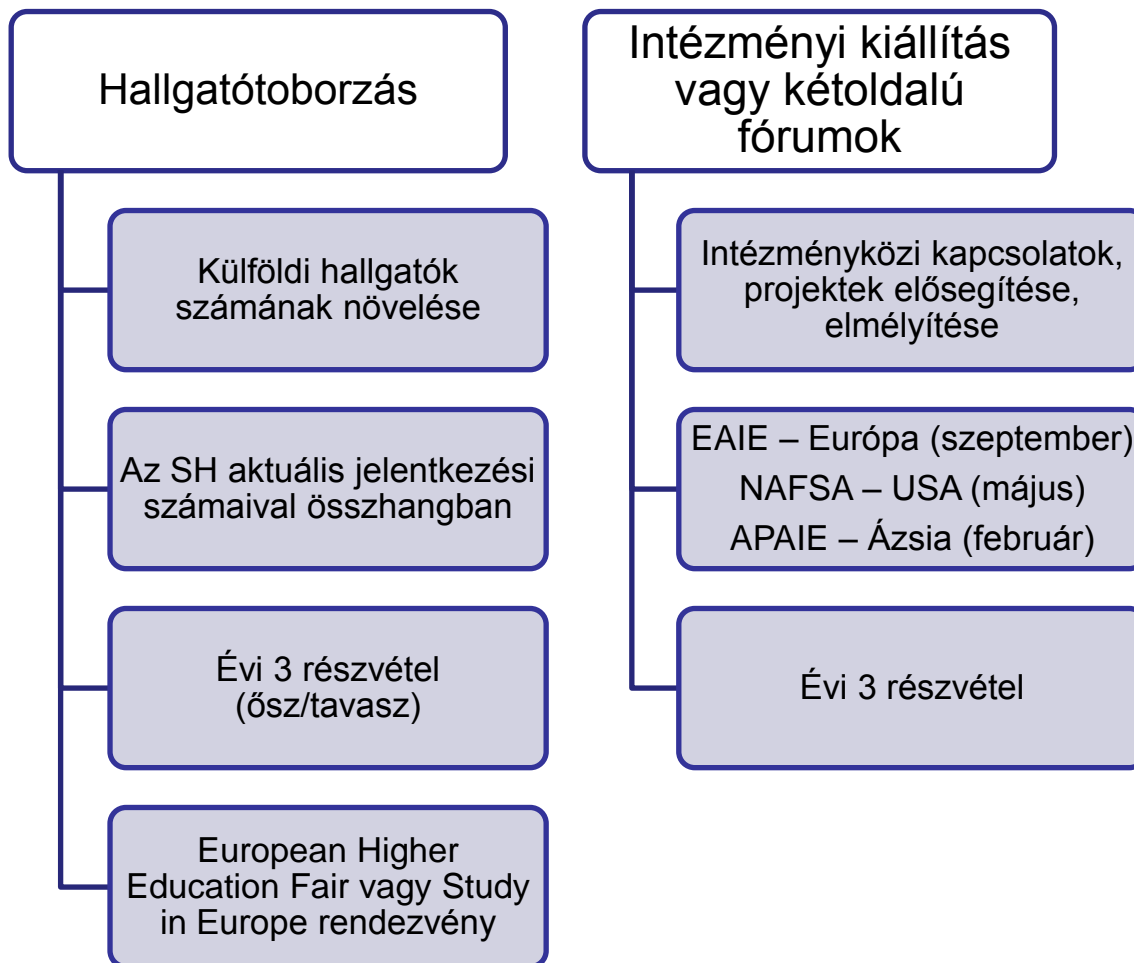 Hallgatótoborzás
Külföldi hallgatók
számának növelése
Az SH aktuális jelentkezési
számaival összhangban
Évi 3 részvétel
(ősz/tavasz)
European Higher
Education Fair vagy Study
in Europe rendezvény
Intézményi kiállítás
vagy kétoldalú
fórumok
Intézményközi kapcsolatok,
projektek elősegítése,
elmélyítése
EAIE – Európa (szeptember)
NAFSA – USA (május)
APAIE – Ázsia (február)
Évi 3 részvétel